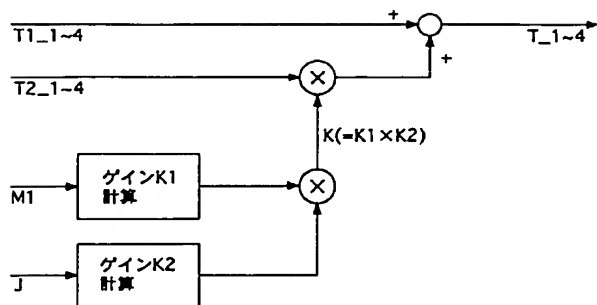 +
T1_1~4
T_1~4
T2_1~4
×
+
K(=K1×K2)
ゲインK1
計算
×
M1
ゲインK2
計算
J